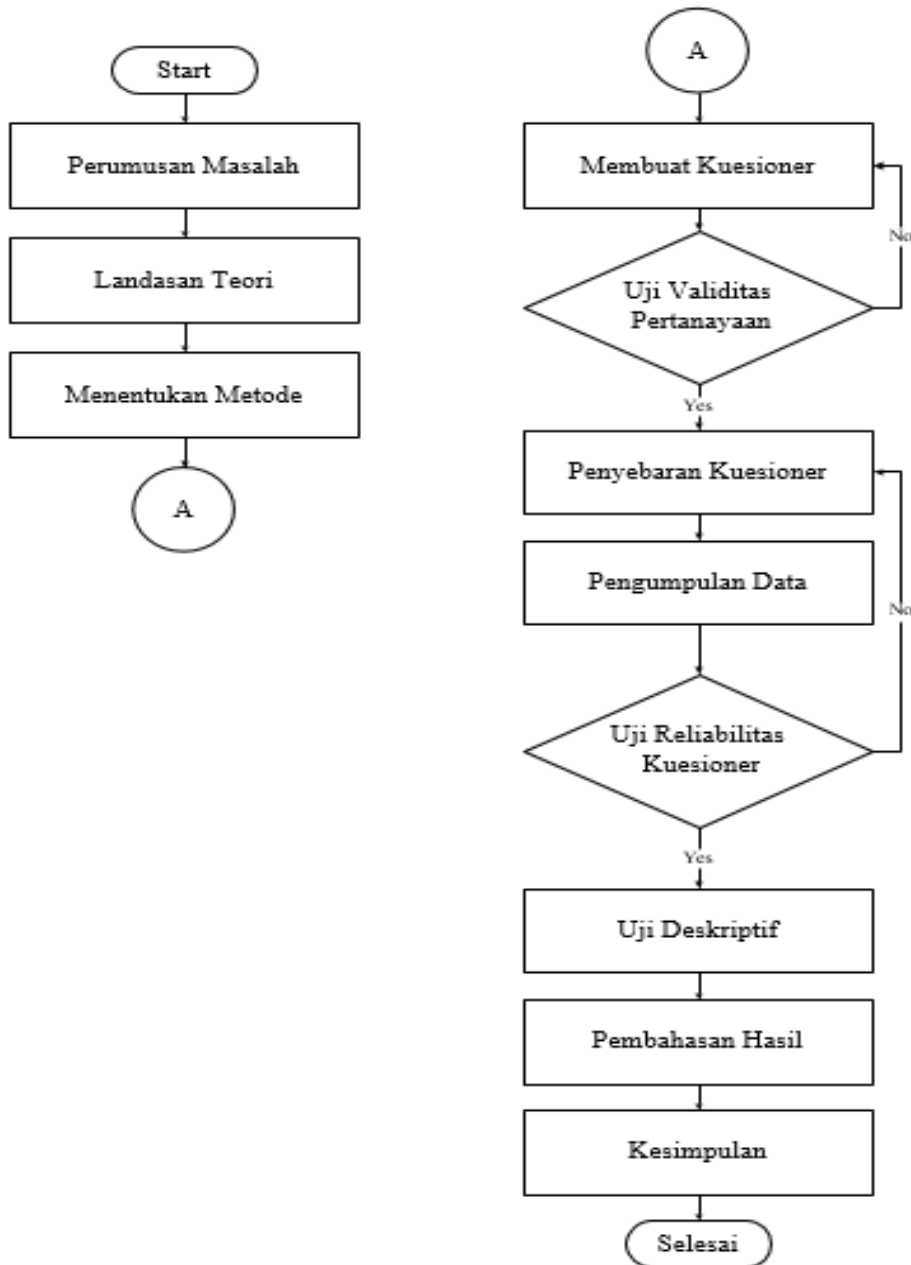 Start
Perumusan Masalah
Landasan Teori
Menentukan Metode
A
A
Membuat Kuesioner
No
Uji Validitas
Pertanayaan
Yes
Penyebaran Kuesioner
Pengumpulan Data
No
Uji Reliabilitas
Kuesioner
Yes
Uji Deskriptif
Pembahasan Hasil
Kesimpulan
Selesai